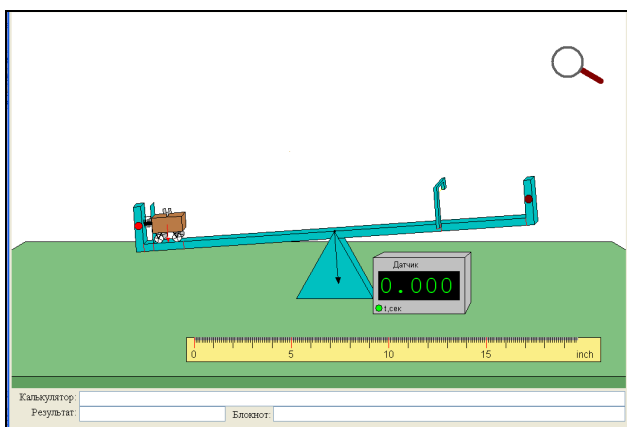 Датчик
0.000
t,сек
0 5 10 15 inch
Калькулятор:
Результат: Блокнот: